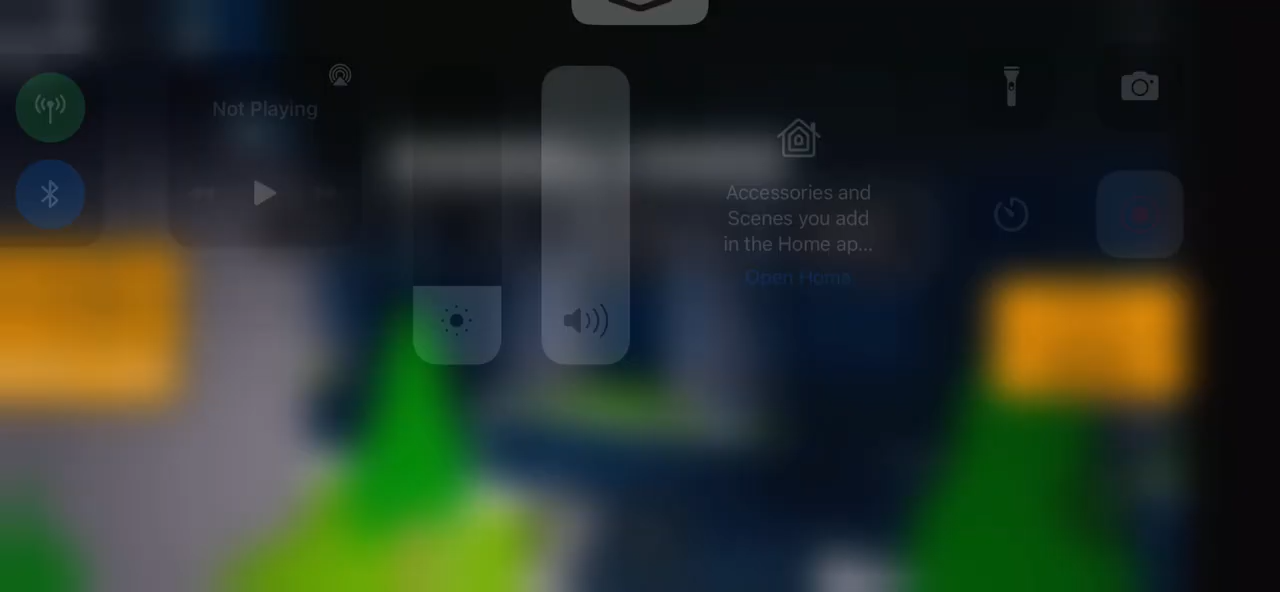 Not Playing
Accessories and
Scenes you add
in the Home ap...
Open Home